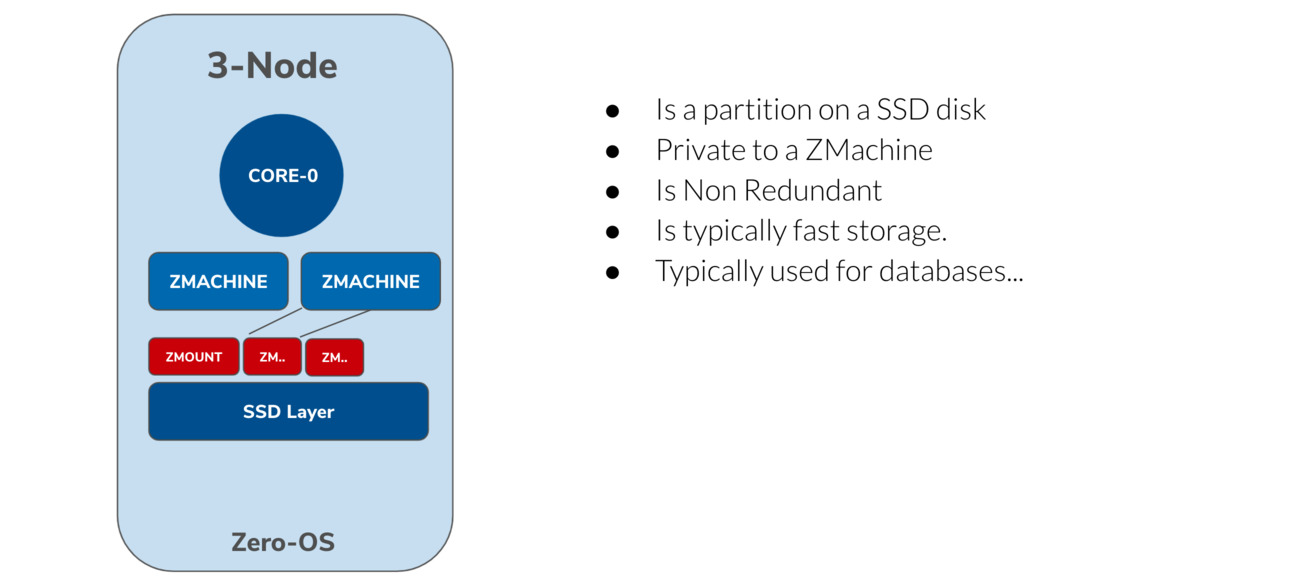 3-Node
CORE-0
ZMACHINE ZMACHINE
ZMOUNT ZM.. ZM..
SSD Layer
Zero-OS
● Is a partition on a SSD disk
● Private to a ZMachine
● Is Non Redundant
● Is typically fast storage.
● Typically used for databases...